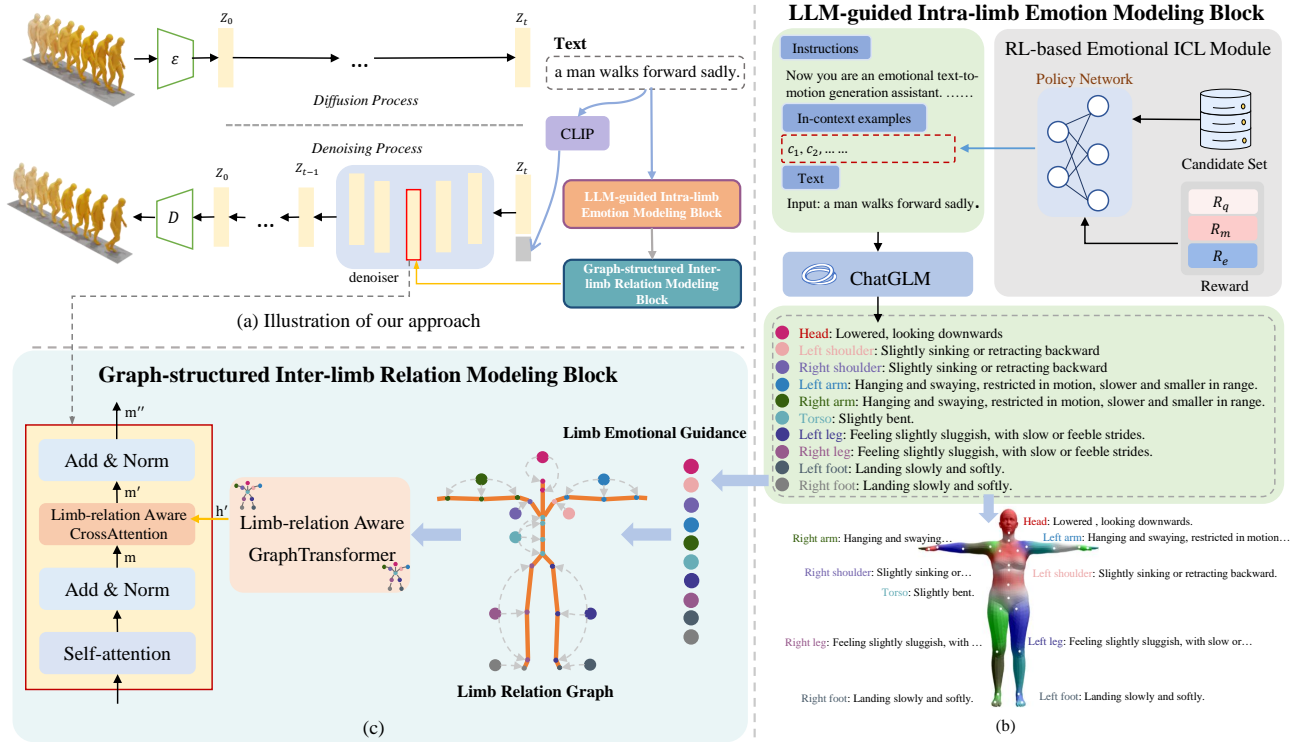 Z_0
Z_t
ε
...
Diffusion Process
Text
a man walks forward sadly.
CLIP
Denoising Process
Z_0
Z_{t-1}
Z_t
D
...
denoiser
LLM-guided Intra-limb
Emotion Modeling Block
Graph-structured Inter-
limb Relation Modeling
Block
(a) Illustration of our approach
LLM-guided Intra-limb Emotion Modeling Block
Instructions
Now you are an emotional text-to-
motion generation assistant. ......
In-context examples
c_1, c_2, ... ...
Text
Input: a man walks forward sadly.
RL-based Emotional ICL Module
Policy Network
Candidate Set
R_q
R_m
R_e
Reward
ChatGLM
Head: Lowered, looking downwards
Left shoulder: Slightly sinking or retracting backward
Right shoulder: Slightly sinking or retracting backward
Left arm: Hanging and swaying, restricted in motion, slower and smaller in range.
Right arm: Hanging and swaying, restricted in motion, slower and smaller in range.
Torso: Slightly bent.
Left leg: Feeling slightly sluggish, with slow or feeble strides.
Right leg: Feeling slightly sluggish, with slow or feeble strides.
Left foot: Landing slowly and softly.
Right foot: Landing slowly and softly.
Head: Lowered , looking downwards.
Right arm: Hanging and swaying...
Left arm: Hanging and swaying, restricted in motion...
Right shoulder: Slightly sinking or...
Left shoulder: Slightly sinking or retracting backward.
Torso: Slightly bent.
Right leg: Feeling slightly sluggish, with ...
Left leg: Feeling slightly sluggish, with slow or...
Right foot: Landing slowly and softly.
Left foot: Landing slowly and softly.
(b)
Graph-structured Inter-limb Relation Modeling Block
m''
Add & Norm
m'
Limb-relation Aware
CrossAttention
m
Add & Norm
Self-attention
h'
Limb-relation Aware
GraphTransformer
Limb Emotional Guidance
Limb Relation Graph
(c)